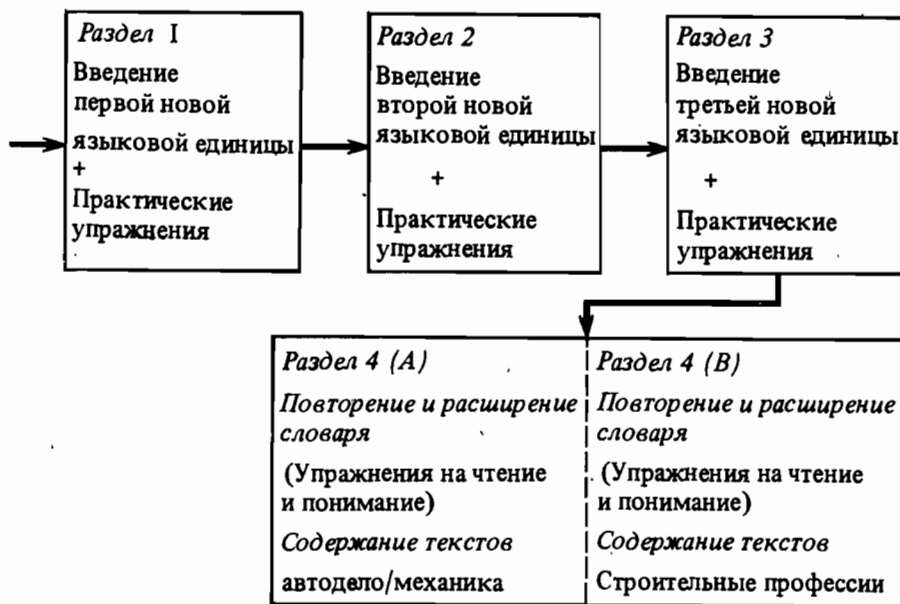 Раздел I
Введение
первой новой
языковой единицы
+
Практические
упражнения
Раздел 2
Введение
второй новой
языковой единицы
+
Практические
упражнения
Раздел 3
Введение
третьей новой
языковой единицы
+
Практические
упражнения
Раздел 4 (А)
Повторение и расширение
словаря
(Упражнения на чтение
и понимание)
Содержание текстов
автодело/механика
Раздел 4 (В)
Повторение и расширение
словаря
(Упражнения на чтение
и понимание)
Содержание текстов
Строительные профессии